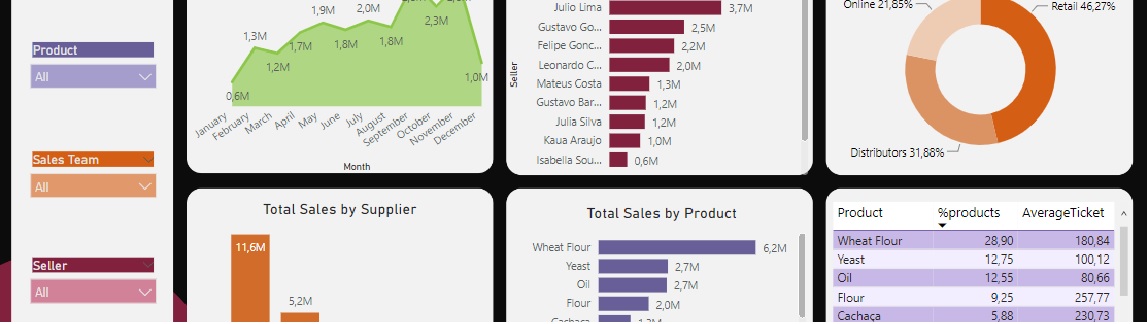 Product
All
Sales Team
All
Seller
All
1,9M
2,0M
1,3M
1,7M
1,8M
1,8M
2,3M
1,2M
1,0M
0,6M
January
February
March
April
May
June
July
August
September
October
November
December
Month
Seller
Julio Lima 3,7M
Gustavo Go... 2,5M
Felipe Gonc... 2,2M
Leonardo C... 2,0M
Mateus Costa 1,3M
Gustavo Bar... 1,2M
Julia Silva 1,2M
Kaua Araujo 1,0M
Isabella Sou... 0,6M
Online 21,85%
Retail 46,27%
Distributors 31,88%
Total Sales by Supplier
11,6M
5,2M
Total Sales by Product
Wheat Flour 6,2M
Yeast 2,7M
Oil 2,7M
Flour 2,0M
Cachaça
Product %products AverageTicket
Wheat Flour 28,90 180,84
Yeast 12,75 100,12
Oil 12,55 80,66
Flour 9,25 257,77
Cachaça 5,88 230,73